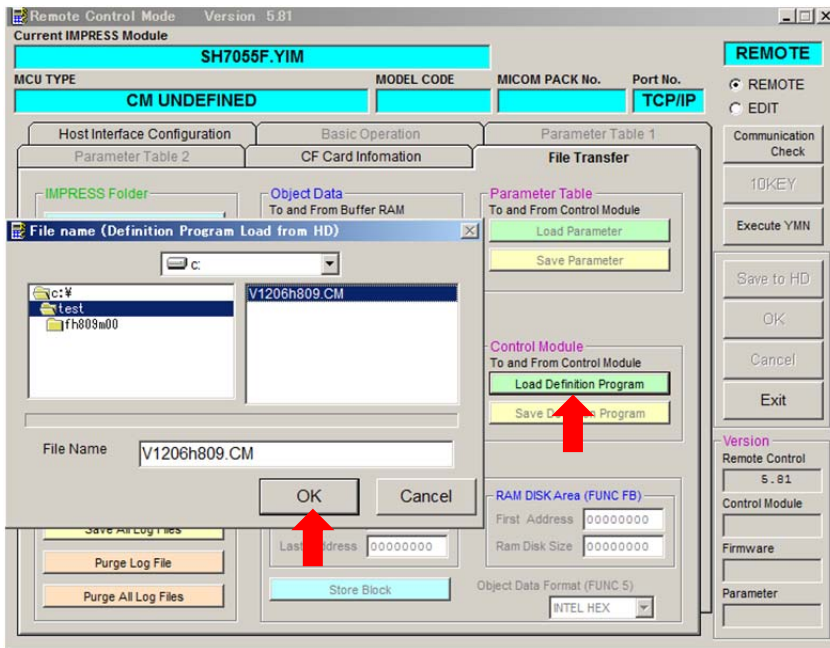 Remote Control Mode Version 5.81
Current IMPRESS Module
SH7055F.YIM
REMOTE
MCU TYPE
MODEL CODE
MICOM PACK No.
Port No.
CM UNDEFINED
TCP/IP
REMOTE
EDIT
Host Interface Configuration
Basic Operation
Parameter Table 1
Parameter Table 2
CF Card Infomation
File Transfer
Communication
Check
10KEY
Execute YMN
Save to HD
OK
Cancel
Exit
IMPRESS Folder
Object Data
To and From Buffer RAM
Parameter Table
To and From Control Module
Load Parameter
Save Parameter
File name (Definition Program Load from HD)
c:
c:¥
test
fh809m00
V1206h809.CM
File Name
V1206h809.CM
OK
Cancel
Control Module
To and From Control Module
Load Definition Program
Save Program
Version
Remote Control
5.81
Control Module
Firmware
Parameter
Save All Log Files
Purge Log File
Purge All Log Files
Last 00000000
Store Block
RAM DISK Area (FUNC FB)
First Address 00000000
Ram Disk Size 00000000
Object Data Format (FUNC 5)
INTEL HEX